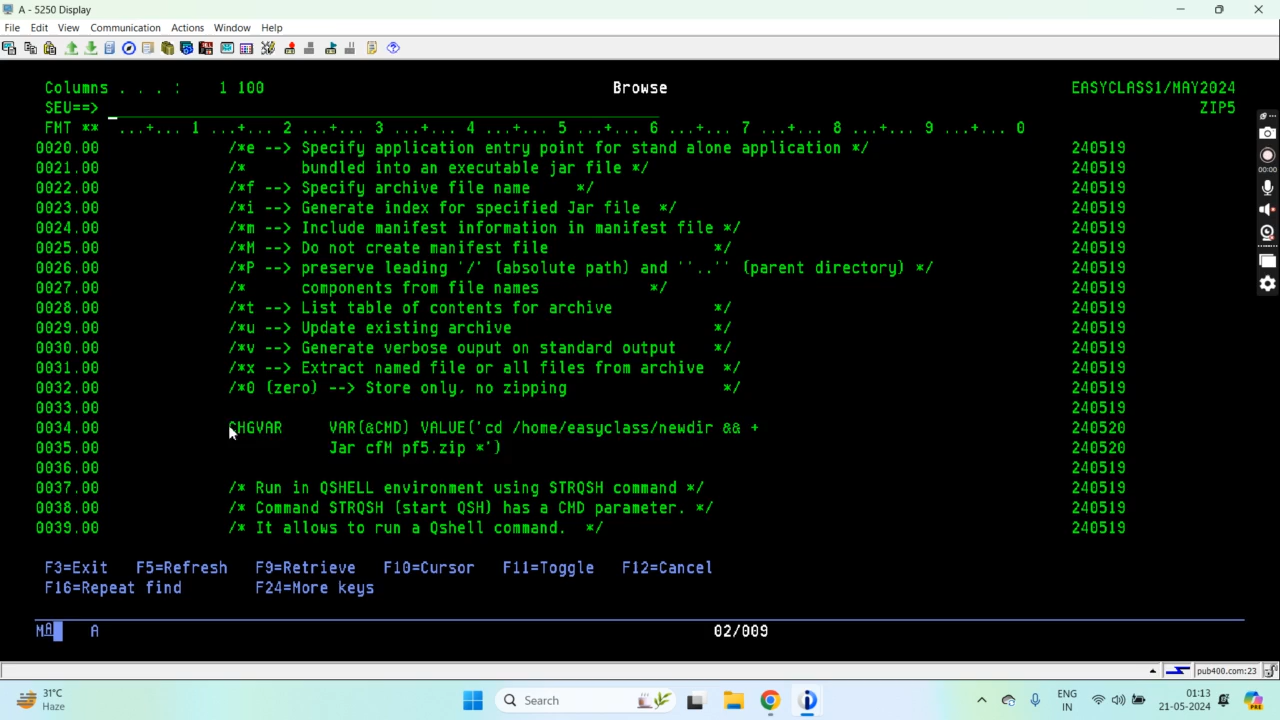 A - 5250 Display
File Edit View Communication Actions Window Help
Columns . . . : 1 100 Browse EASYCLASS1/MAY2024
SEU==> ZIP5
FMT ** ...+... 1 ...+... 2 ...+... 3 ...+... 4 ...+... 5 ...+... 6 ...+... 7 ...+... 8 ...+... 9 ...+... 0
0020.00 /*e --> Specify application entry point for stand alone application */ 240519
0021.00 /* bundled into an executable jar file */ 240519
0022.00 /*f --> Specify archive file name */ 240519
0023.00 /*i --> Generate index for specified Jar file */ 240519
0024.00 /*m --> Include manifest information in manifest file */ 240519
0025.00 /*M --> Do not create manifest file */ 240519
0026.00 /*P --> preserve leading '/' (absolute path) and ''..'' (parent directory) */ 240519
0027.00 /* components from file names */ 240519
0028.00 /*t --> List table of contents for archive */ 240519
0029.00 /*u --> Update existing archive */ 240519
0030.00 /*v --> Generate verbose ouput on standard output */ 240519
0031.00 /*x --> Extract named file or all files from archive */ 240519
0032.00 /*0 (zero) --> Store only, no zipping */ 240519
0033.00 240519
0034.00 CHGVAR VAR(&CMD) VALUE('cd /home/easyclass/newdir && + 240520
0035.00 Jar cfM pf5.zip *') 240520
0036.00 240519
0037.00 /* Run in QSHELL environment using STRQSH command */ 240519
0038.00 /* Command STRQSH (start QSH) has a CMD parameter. */ 240519
0039.00 /* It allows to run a Qshell command. */ 240519
F3=Exit F5=Refresh F9=Retrieve F10=Cursor F11=Toggle F12=Cancel
F16=Repeat find F24=More keys
A 02/009
pub400.com:23
00:00
31°C
Haze
Search
ENG
IN
01:13
21-05-2024